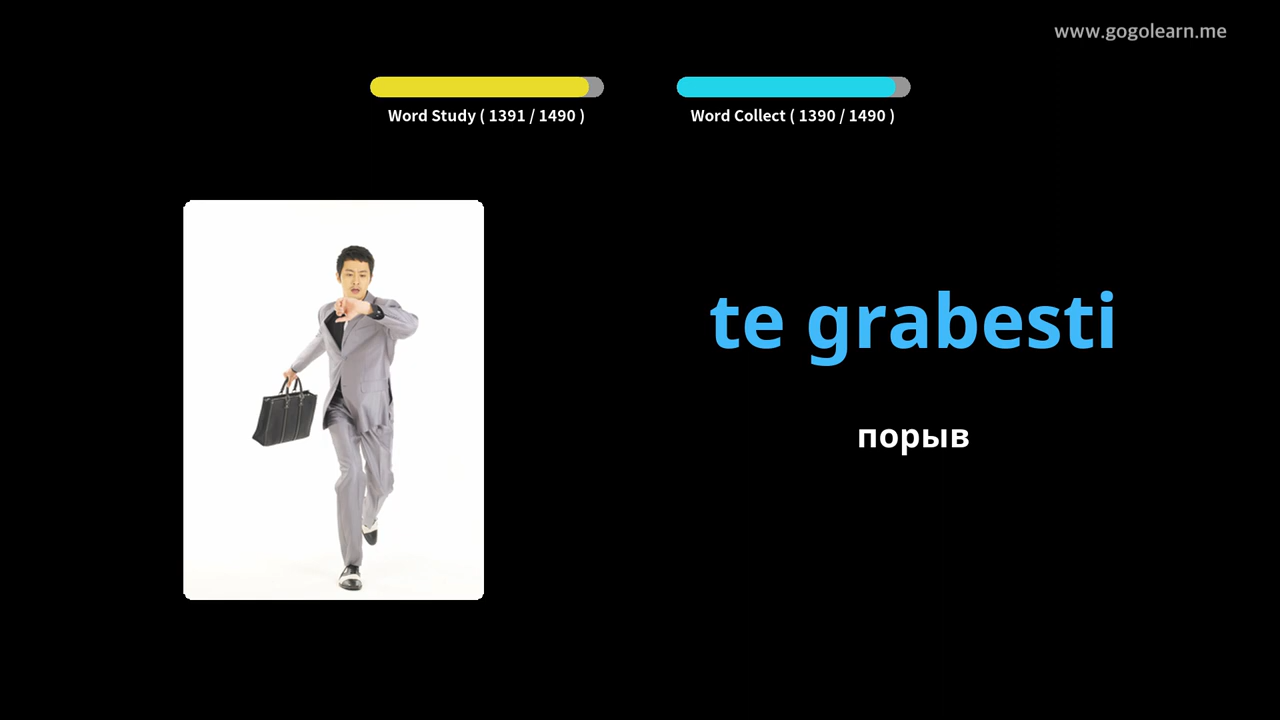 www.gogolearn.me
Word Study ( 1391 / 1490 )
Word Collect ( 1390 / 1490 )
te grabesti
порыв